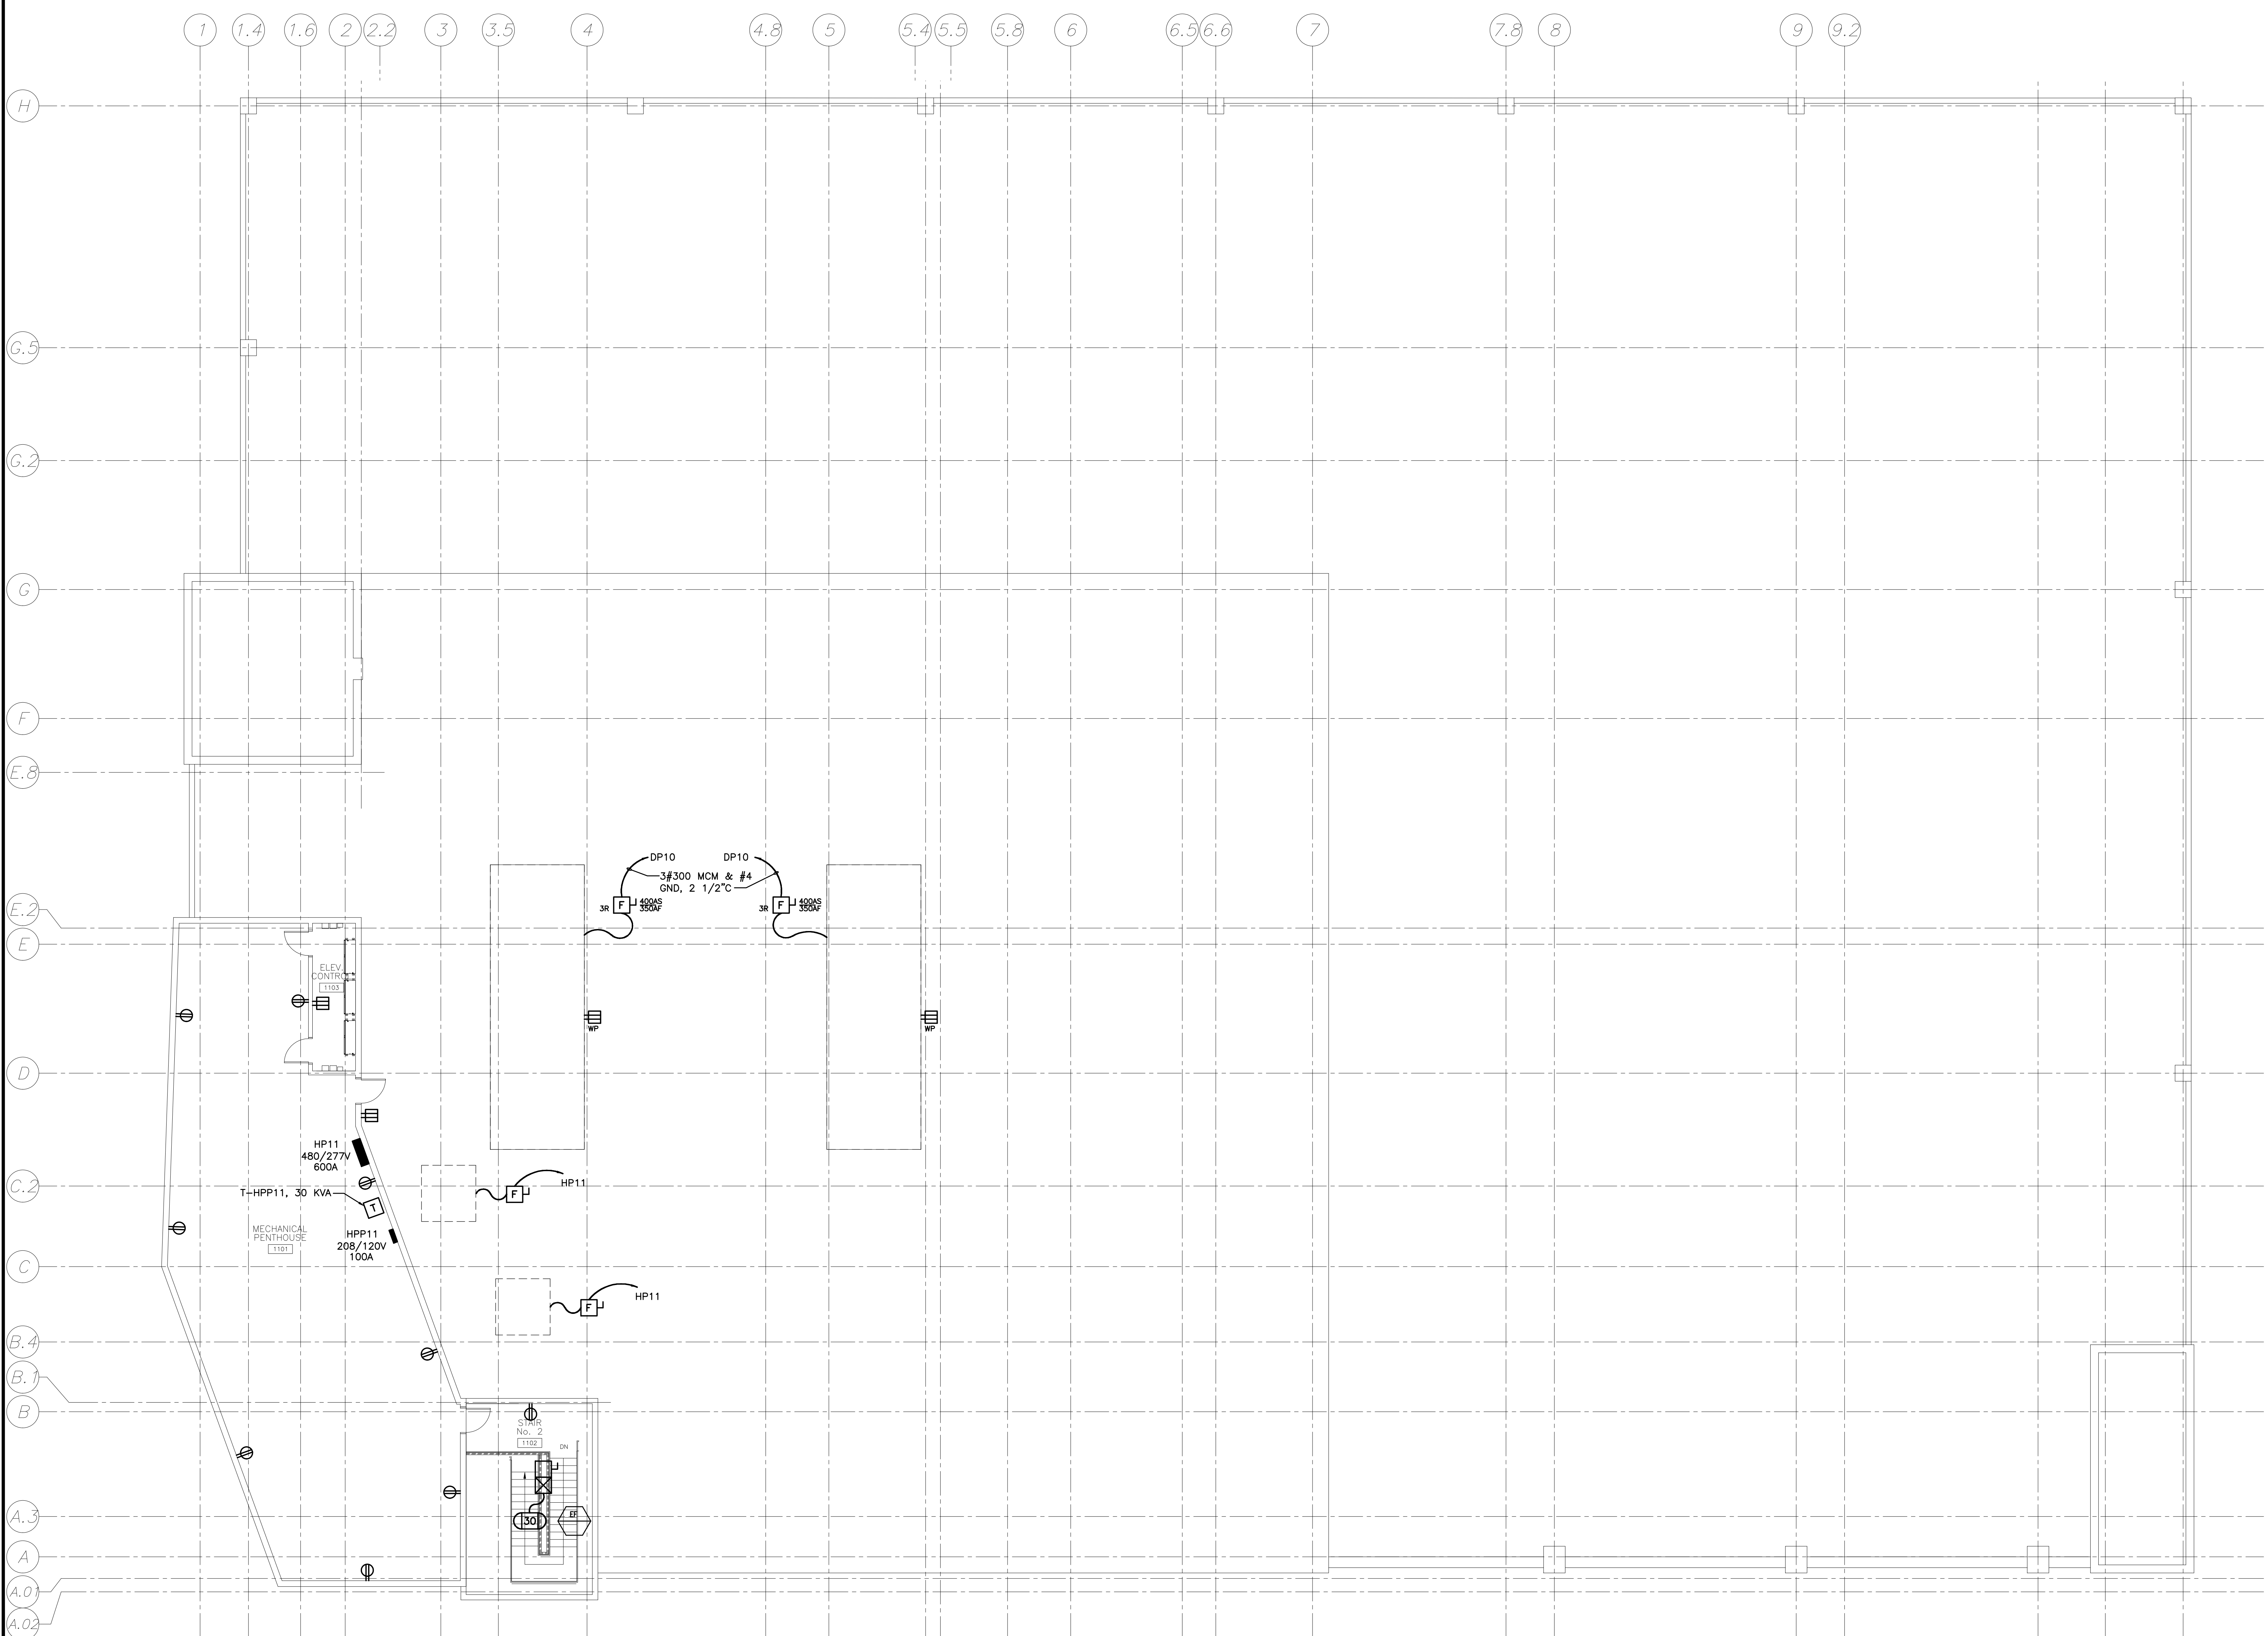 1
1.4
1.6
2
2.2
3
3.5
4
4.8
5
5.4
5.5
5.8
6
6.5
6.6
7
7.8
8
9
9.2
H
G.5
G.2
G
F
E.8
DP10
DP10
3#300 MCM & #4
GND, 2 1/2"C
3R
F
400AS
350AF
3R
F
400AS
350AF
E.2
E
ELEV.
CONTROL
1103
WP
WP
D
HP11
480/277V
600A
C.2
F
HP11
T-HPP11, 30 KVA
T
MECHANICAL
PENTHOUSE
1101
HPP11
208/120V
100A
C
F
HP11
B.4
B.1
B
STAIR
No. 2
1102
DN
A.3
30
EF
A
A.01
A.02